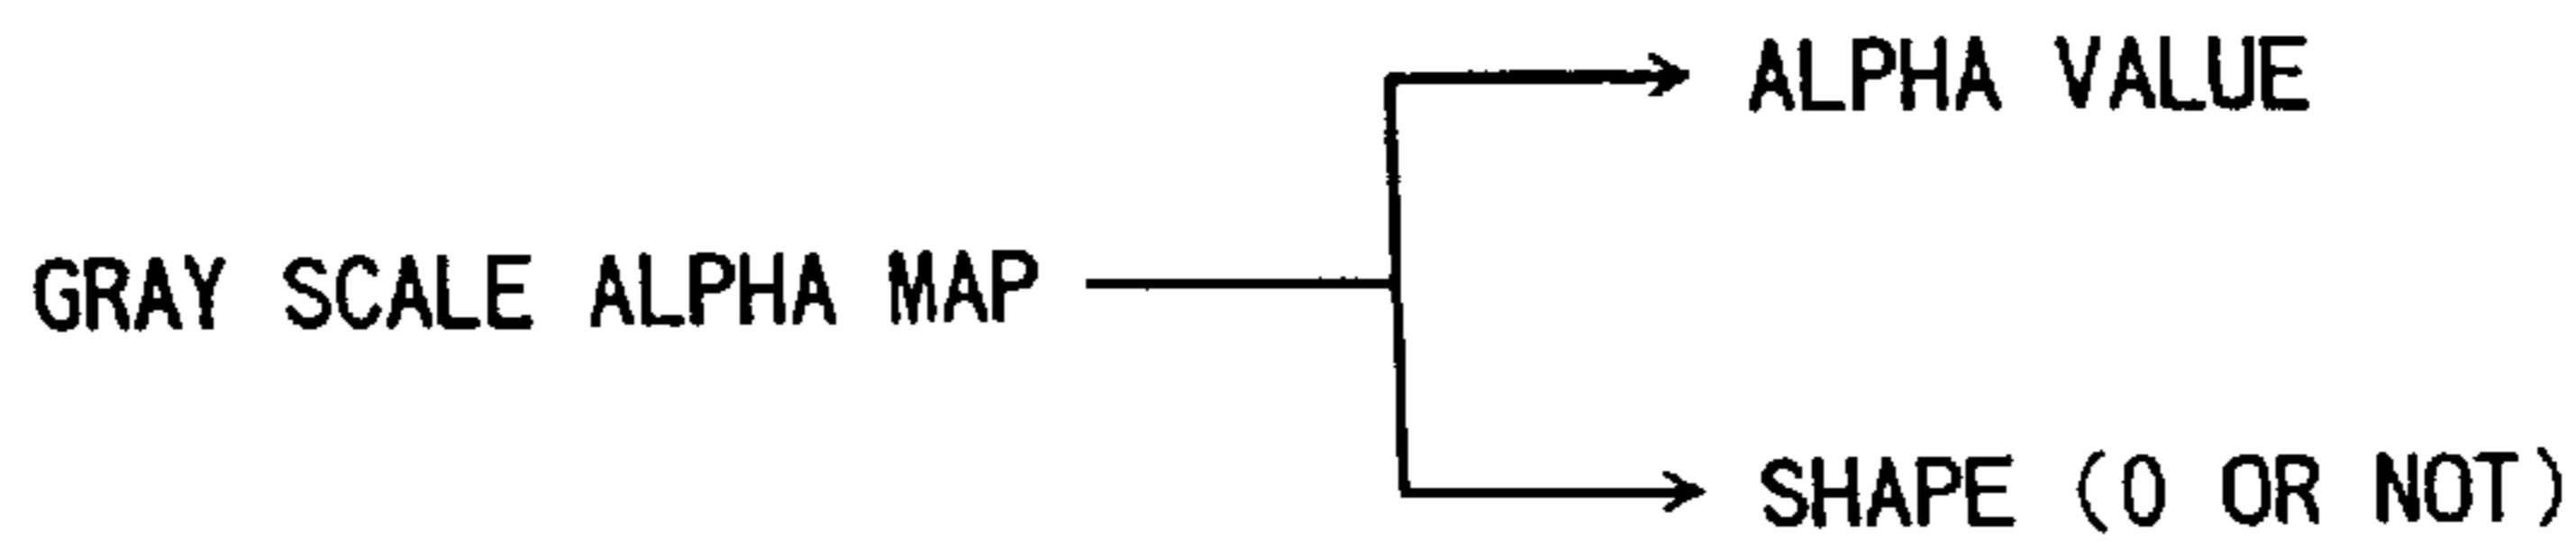 ALPHA VALUE
GRAY SCALE ALPHA MAP
SHAPE (0 OR NOT)